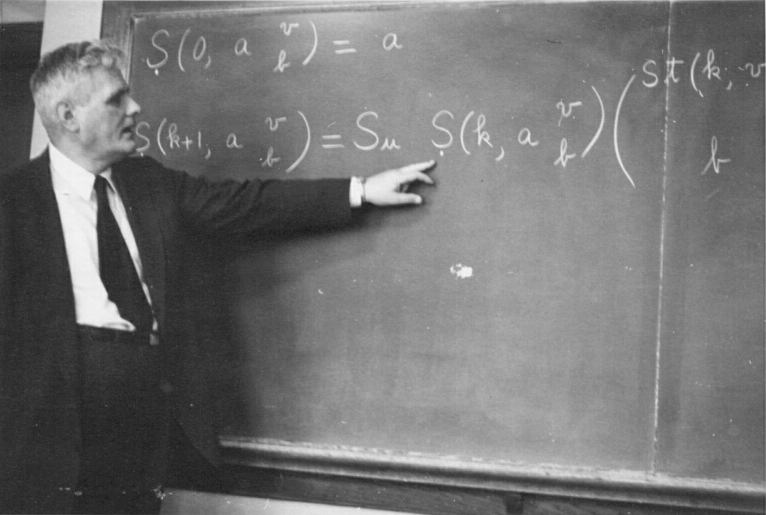 Ṣ(0, a v b) = a
Ṣ(k+1, a v b) = Su Ṣ(k, a v b)(St(k; v b